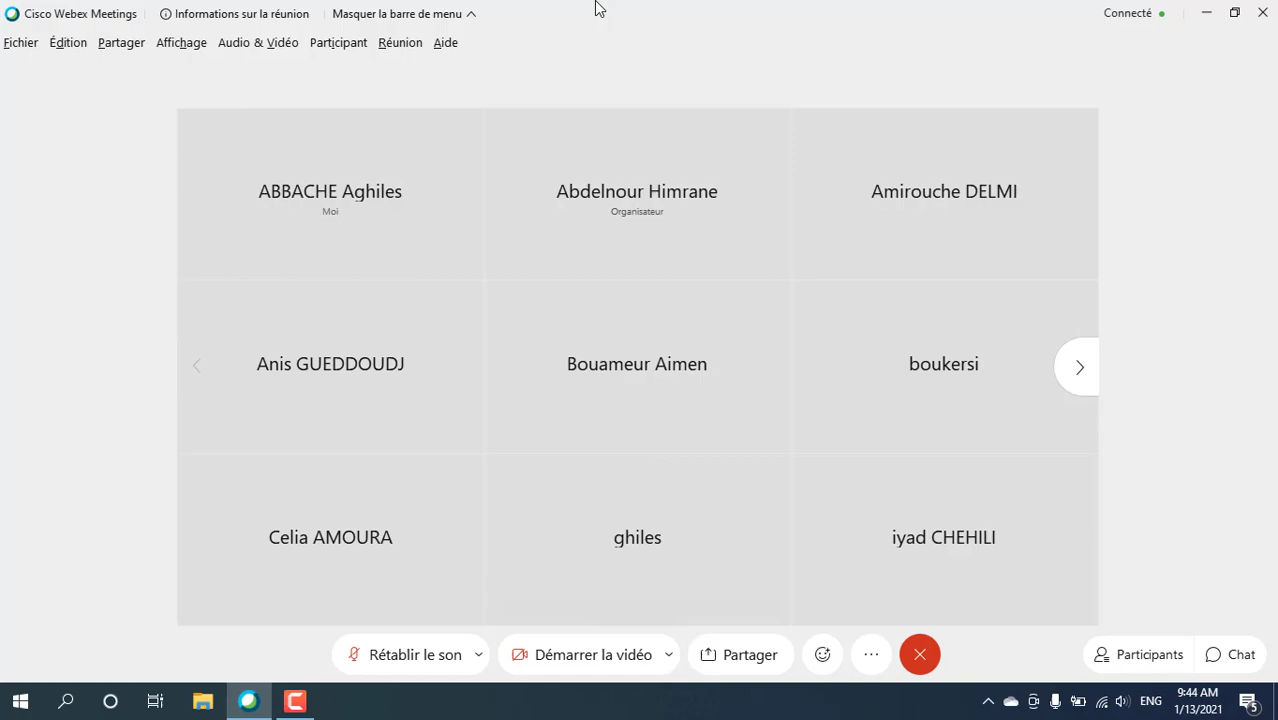 Cisco Webex Meetings Informations sur la réunion Masquer la barre de menu Connecté
Fichier Édition Partager Affichage Audio & Vidéo Participant Réunion Aide
ABBACHE Aghiles
Moi
Abdelnour Himrane
Organisateur
Amirouche DELMI
Anis GUEDDOUDJ
Bouameur Aimen
boukersi
Celia AMOURA
ghiles
iyad CHEHILI
Rétablir le son Démarrer la vidéo Partager Participants Chat
ENG
9:44 AM
1/13/2021
5